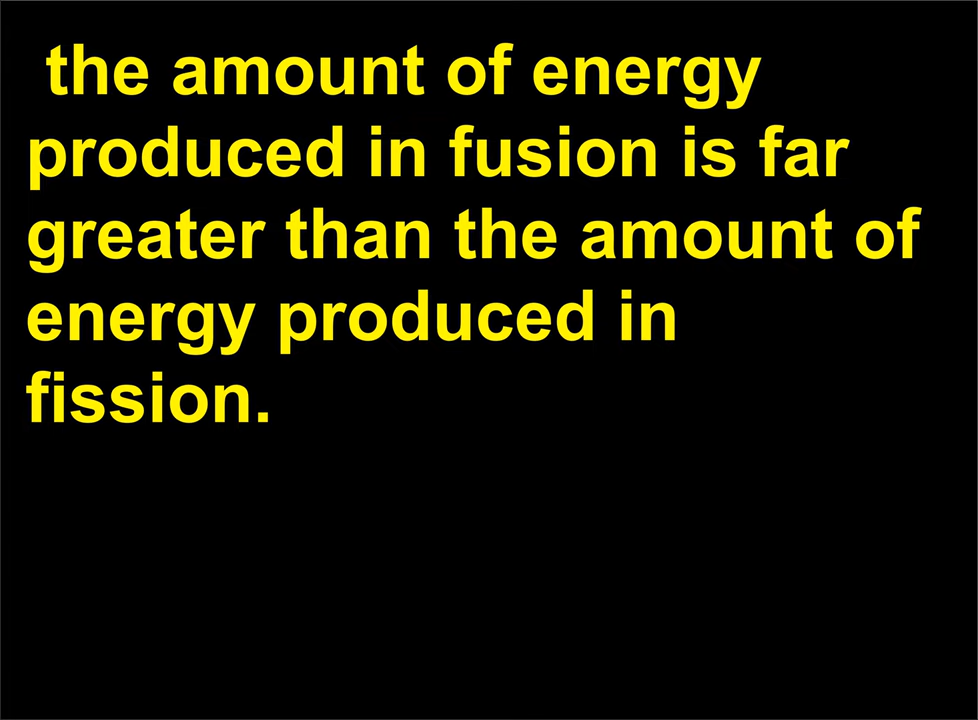 the amount of energy
produced in fusion is far
greater than the amount of
energy produced in
fission.